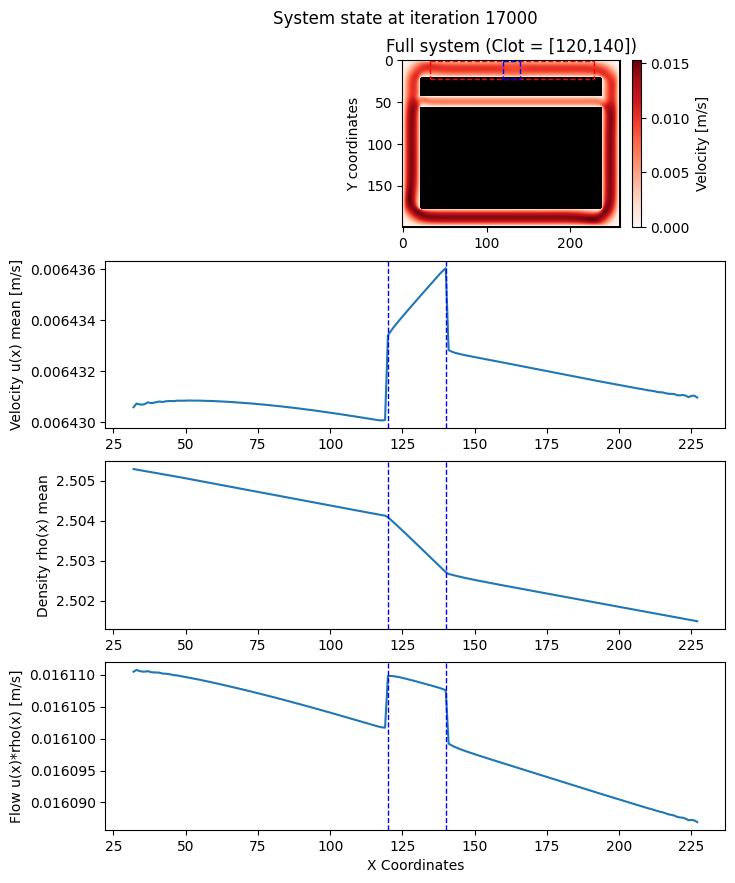 System state at iteration 17000
Full system (Clot = [120,140])
0
50
100
150
Y coordinates
0 100 200
0.015
0.010
0.005
0.000
Velocity [m/s]
0.006436
0.006434
0.006432
0.006430
Velocity u(x) mean [m/s]
25 50 75 100 125 150 175 200 225
2.505
2.504
2.503
2.502
Density rho(x) mean
25 50 75 100 125 150 175 200 225
0.016110
0.016105
0.016100
0.016095
0.016090
Flow u(x)*rho(x) [m/s]
25 50 75 100 125 150 175 200 225
X Coordinates